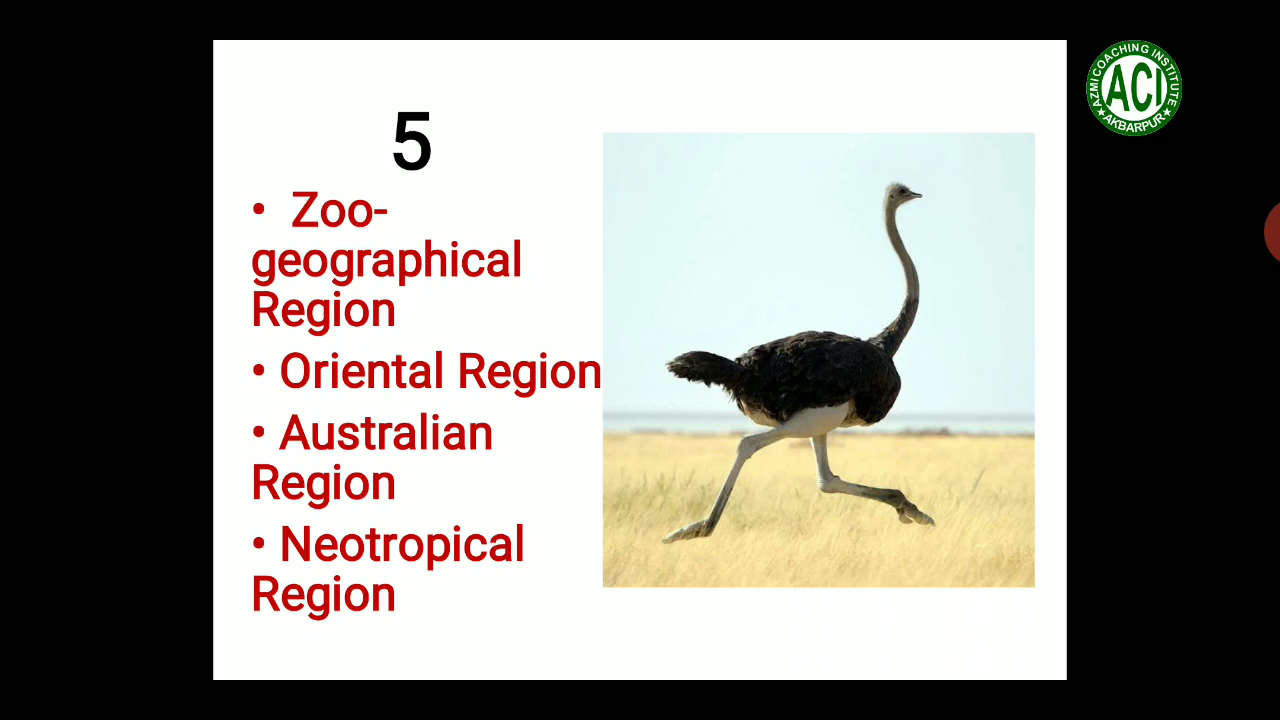 5
• Zoo-
geographical
Region
• Oriental Region
• Australian
Region
• Neotropical
Region
AZMI COACHING INSTITUTE
ACI
★ AKBARPUR ★